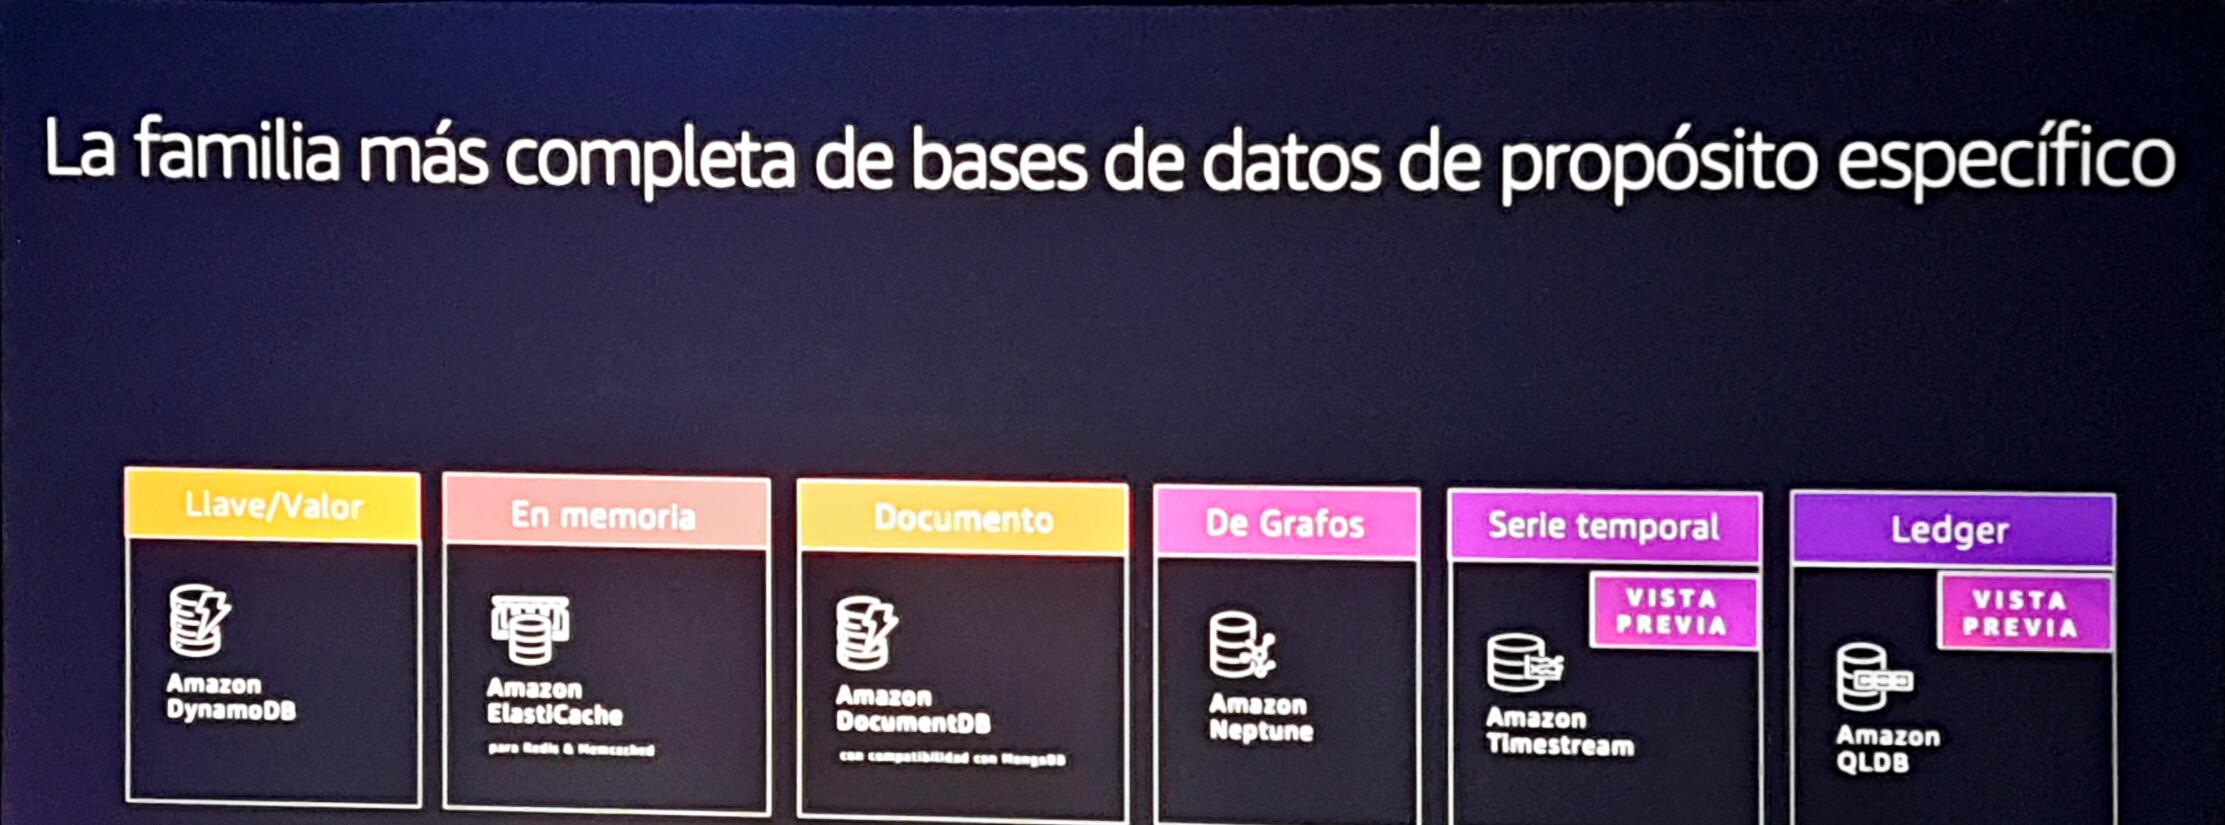 La familia más completa de bases de datos de propósito específico
Llave/Valor
Amazon
DynamoDB
En memoria
Amazon
ElastiCache
para Redis & Memcached
Documento
Amazon
DocumentDB
con compatibilidad con MongoDB
De Grafos
Amazon
Neptune
Serie temporal
VISTA
PREVIA
Amazon
Timestream
Ledger
VISTA
PREVIA
Amazon
QLDB